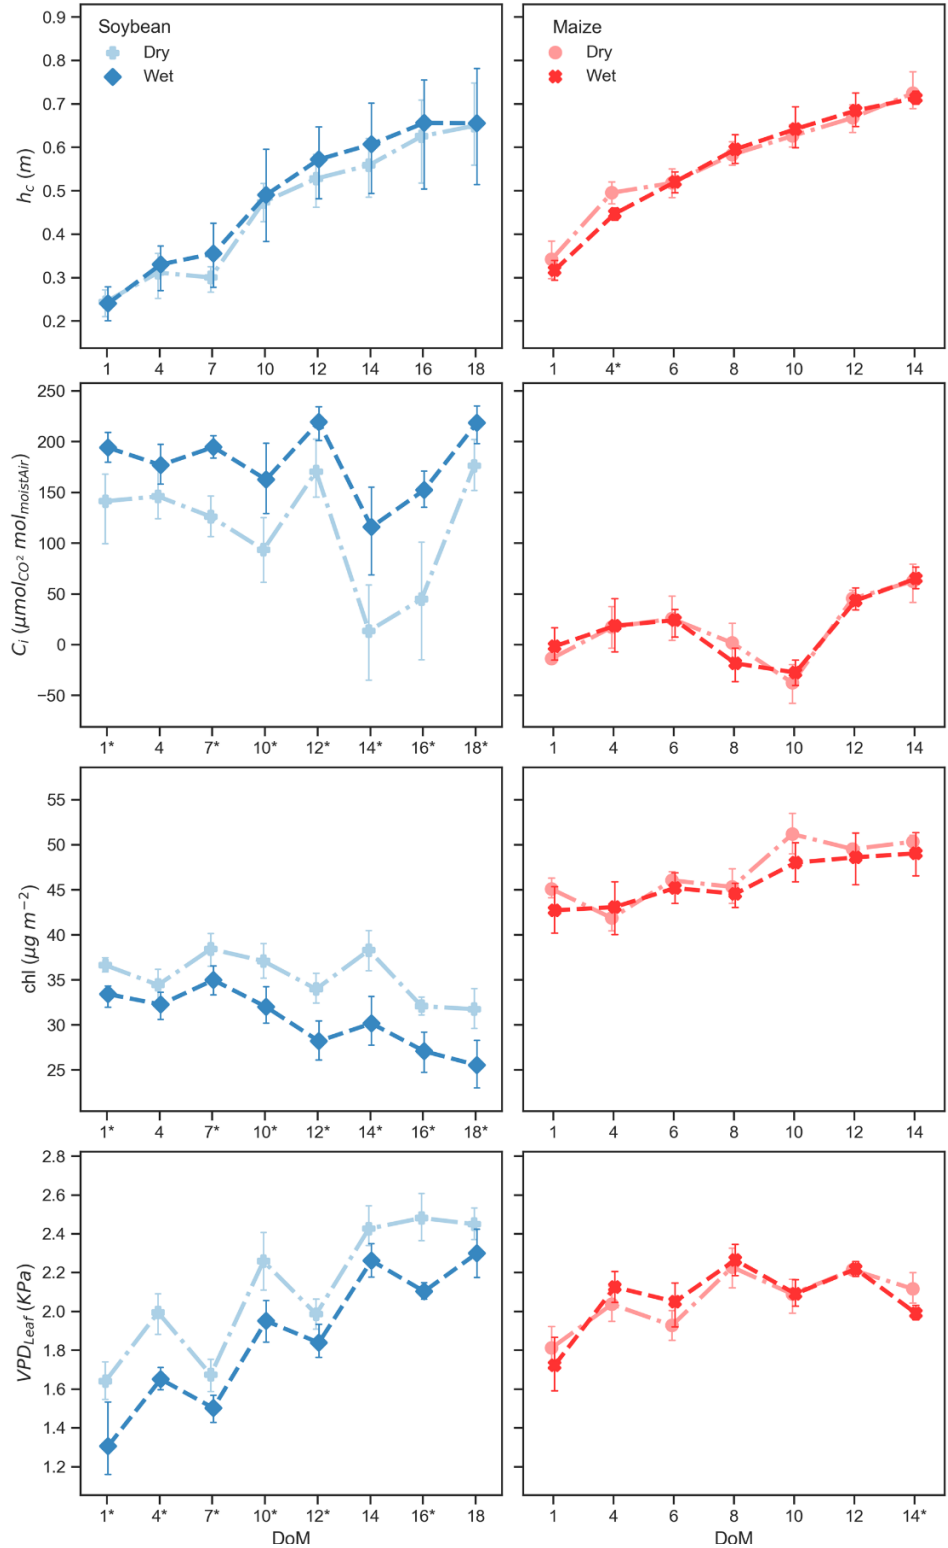 Soybean
Dry
Wet
Maize
Dry
Wet
h_c (m)
0.9
0.8
0.7
0.6
0.5
0.4
0.3
0.2
1 4 7 10 12 14 16 18
1 4* 6 8 10 12 14
C_i (μmol_CO² mol_moistAir)
250
200
150
100
50
0
−50
1* 4 7* 10* 12* 14* 16* 18*
1 4 6 8 10 12 14
chl (μg m⁻²)
55
50
45
40
35
30
25
1* 4 7* 10* 12* 14* 16* 18*
1 4 6 8 10 12 14
VPD_Leaf (KPa)
2.8
2.6
2.4
2.2
2.0
1.8
1.6
1.4
1.2
1* 4* 7* 10* 12* 14 16* 18
1 4 6 8 10 12 14*
DoM
DoM